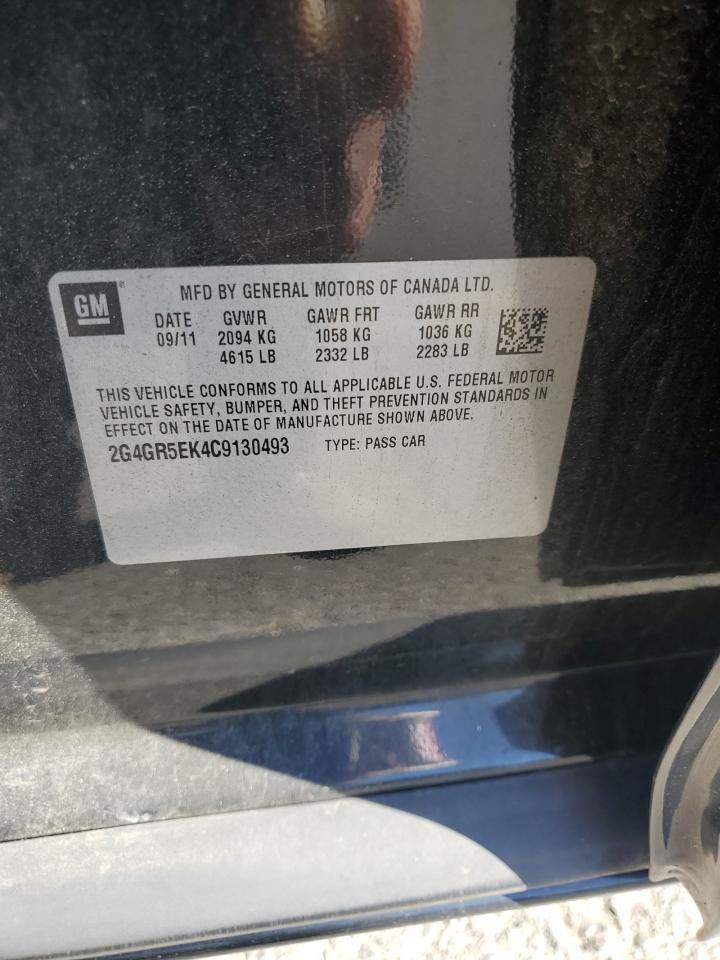 GM
MFD BY GENERAL MOTORS OF CANADA LTD.
DATE GVWR GAWR FRT GAWR RR
09/11 2094 KG 1058 KG 1036 KG
4615 LB 2332 LB 2283 LB
THIS VEHICLE CONFORMS TO ALL APPLICABLE U.S. FEDERAL MOTOR
VEHICLE SAFETY, BUMPER, AND THEFT PREVENTION STANDARDS IN
EFFECT ON THE DATE OF MANUFACTURE SHOWN ABOVE.
2G4GR5EK4C9130493 TYPE: PASS CAR